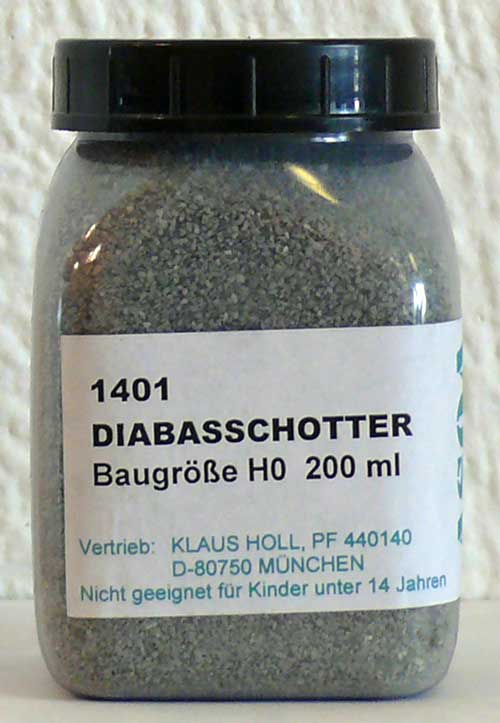 1401
DIABASSCHOTTER
Baugröße H0 200 ml
Vertrieb: KLAUS HOLL, PF 440140
D-80750 MÜNCHEN
Nicht geeignet für Kinder unter 14 Jahren